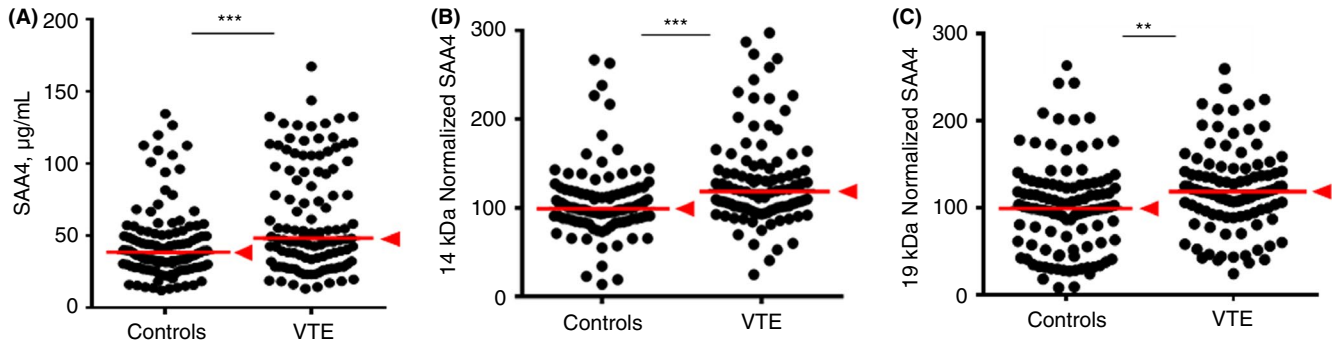 (A)
***
SAA4, µg/mL
200
150
100
50
0
Controls
VTE
(B)
***
14 kDa Normalized SAA4
300
200
100
0
Controls
VTE
(C)
**
19 kDa Normalized SAA4
300
200
100
0
Controls
VTE